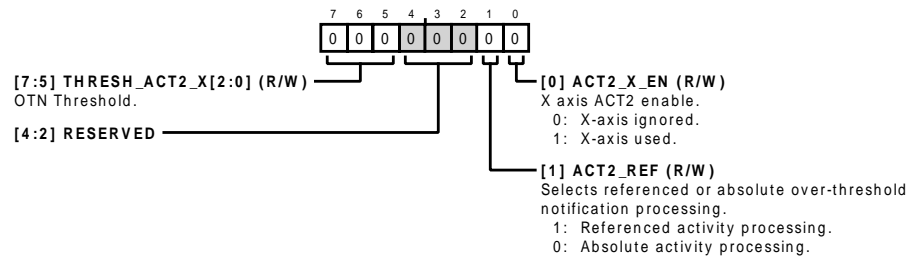 7 6 5 4 3 2 1 0
0 0 0 0 0 0 0 0
[7:5] THRESH_ACT2_X[2:0] (R/W)
OTN Threshold.
[4:2] RESERVED
[0] ACT2_X_EN (R/W)
X axis ACT2 enable.
0: X-axis ignored.
1: X-axis used.
[1] ACT2_REF (R/W)
Selects referenced or absolute over-threshold
notification processing.
1: Referenced activity processing.
0: Absolute activity processing.